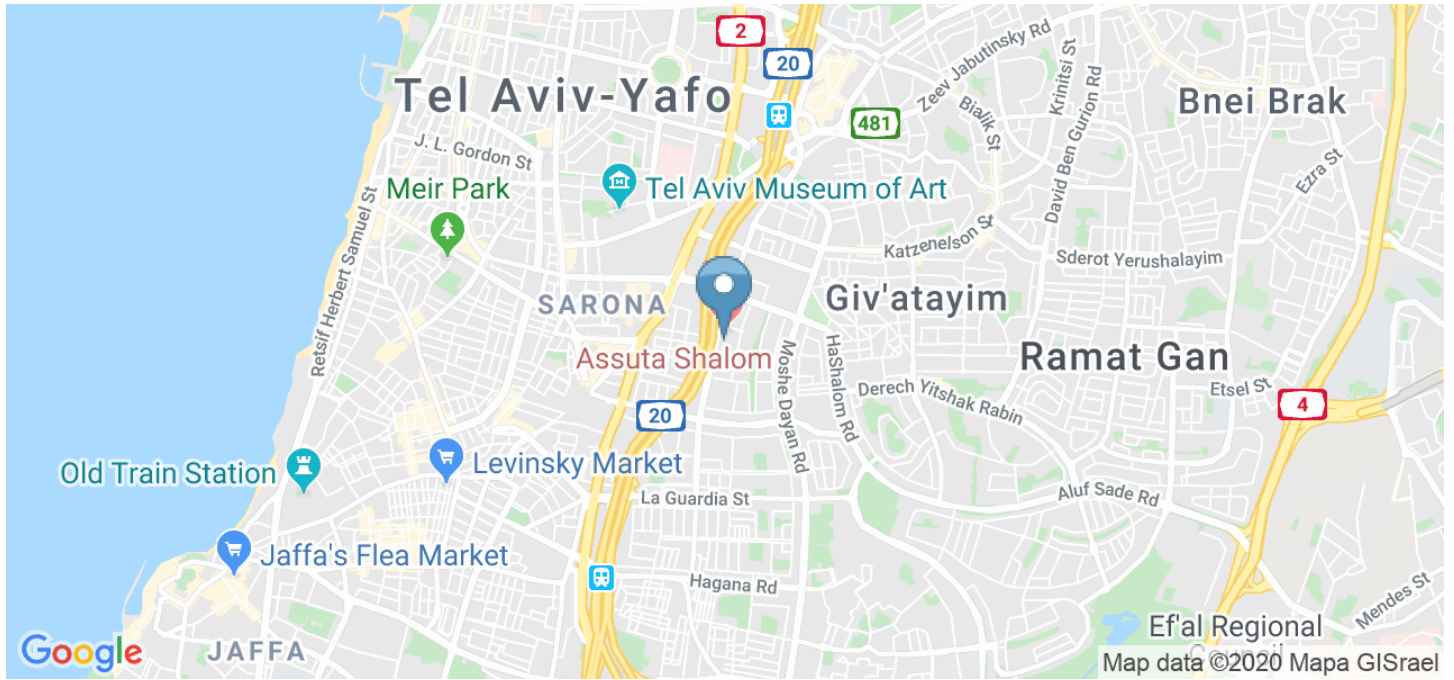 2
20
Tel Aviv-Yafo
481
Zeev Jabutinsky Rd
Bialik St
Krinitsi St
David Ben Gurion Rd
Bnei Brak
Ezra St
J. L. Gordon St
Meir Park
Tel Aviv Museum of Art
Retsif Herbert Samuel St
Katzenelson St
Sderot Yerushalayim
SARONA
Giv'atayim
Assuta Shalom
Moshe Dayan Rd
HaShalom Rd
Ramat Gan
Derech Yitshak Rabin
Etsel St
4
20
Old Train Station
Levinsky Market
La Guardia St
Aluf Sade Rd
Jaffa's Flea Market
Hagana Rd
Mendes St
Ef'al Regional
Council
JAFFA
Google
Map data ©2020 Mapa GISrael